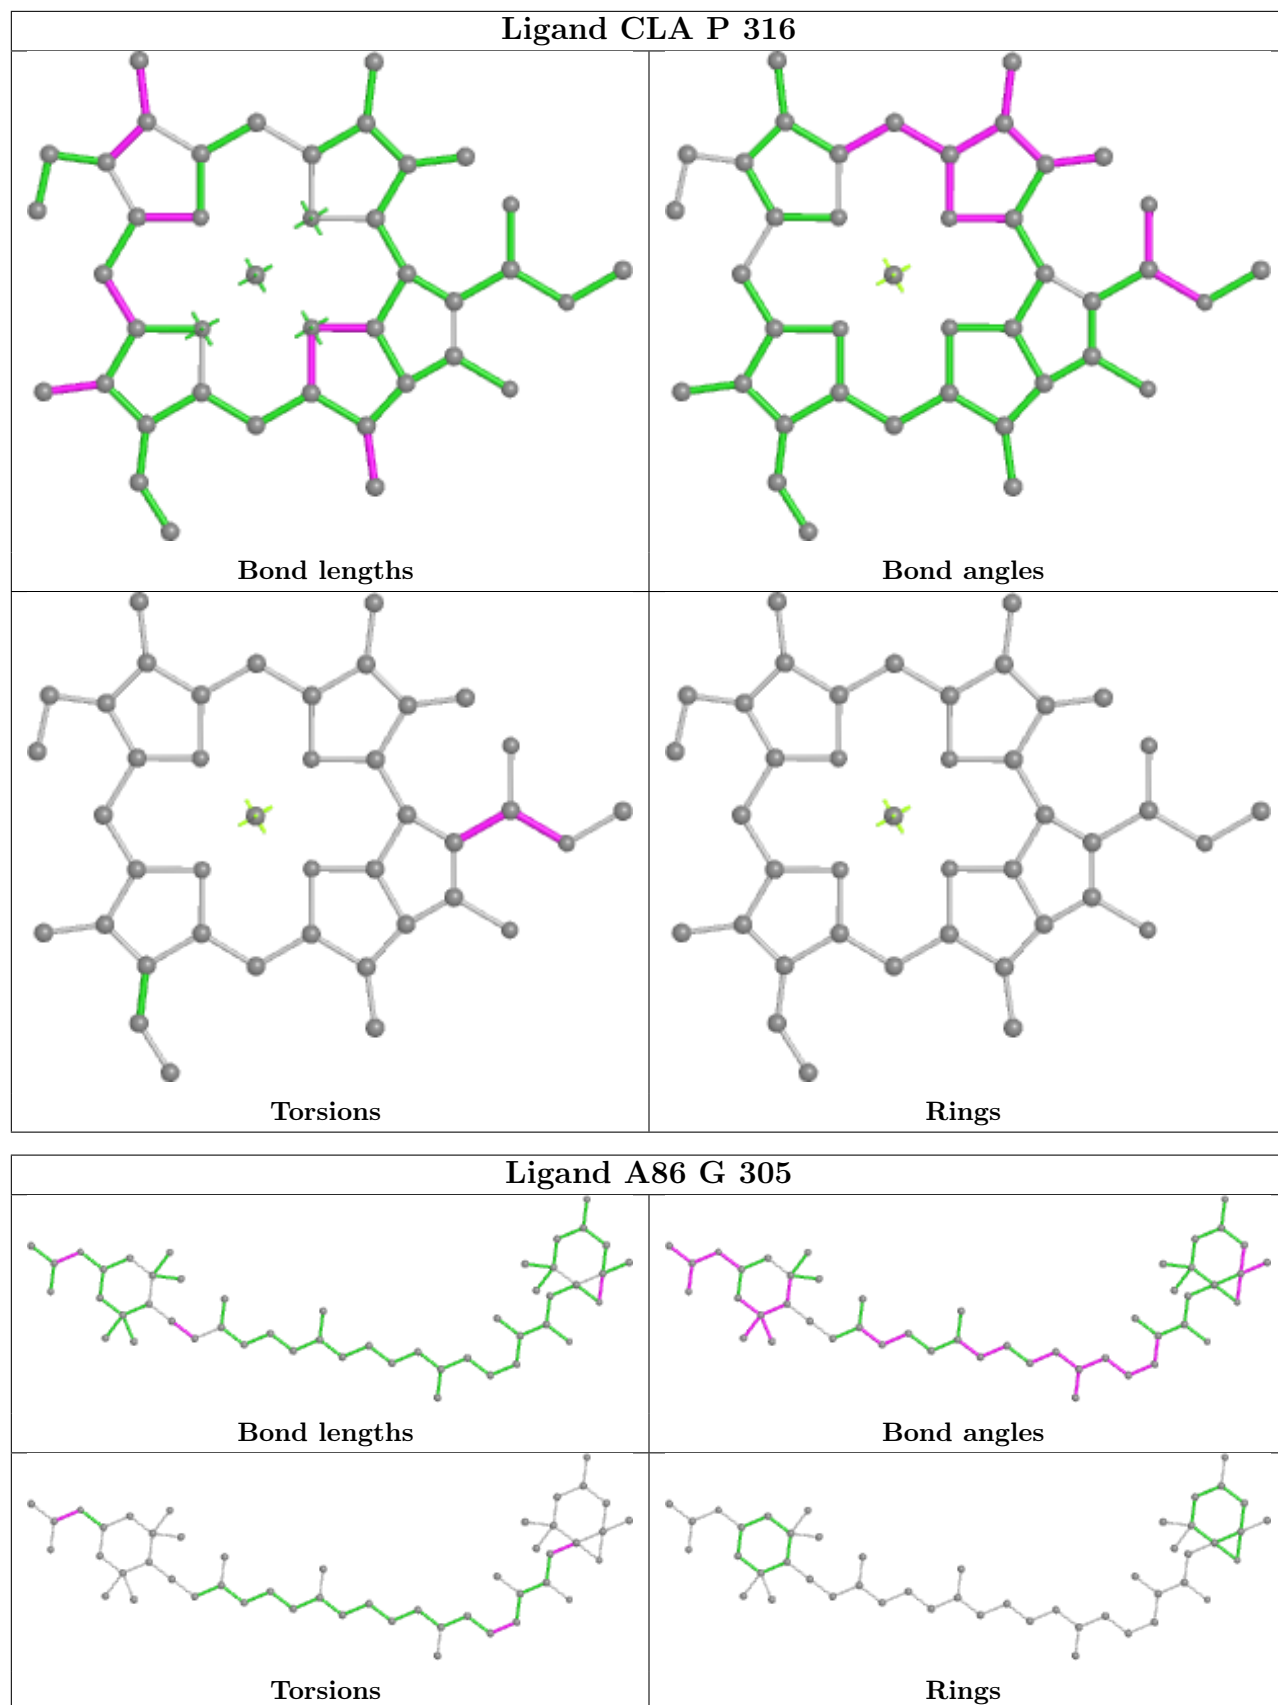 Ligand CLA P 316
Bond lengths
Bond angles
Torsions
Rings
Ligand A86 G 305
Bond lengths
Bond angles
Torsions
Rings